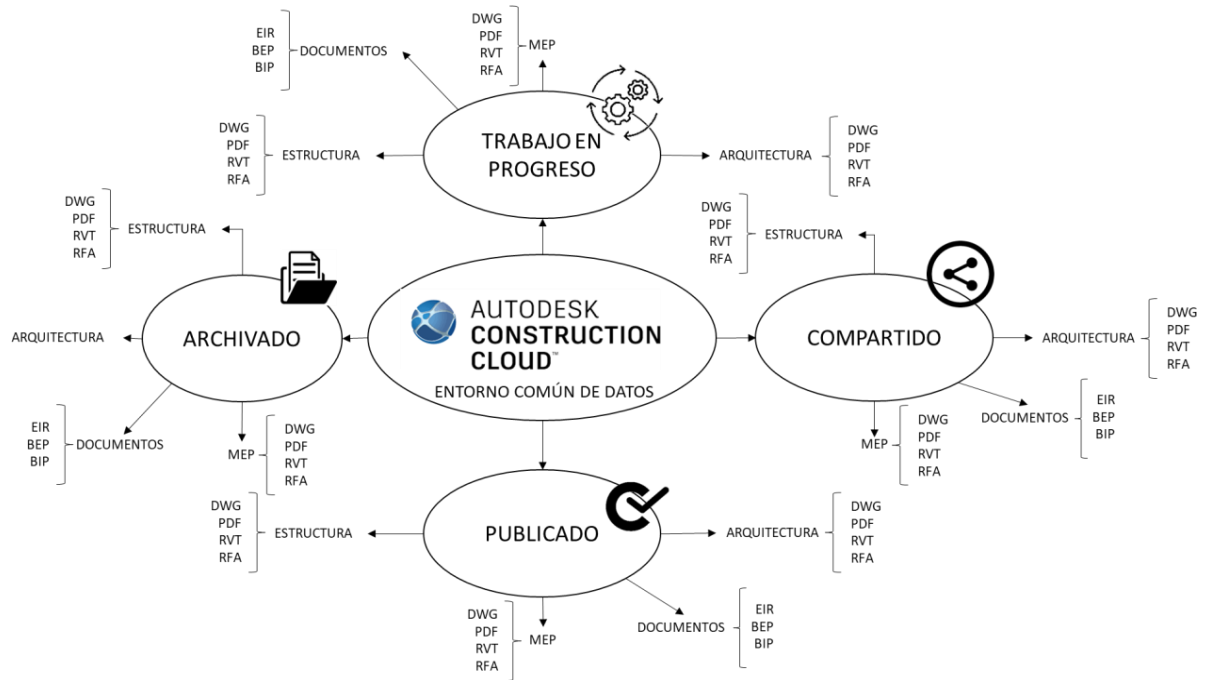 EIR
BEP
BIP
DOCUMENTOS
DWG
PDF
RVT
RFA
MEP
DWG
PDF
RVT
RFA
ESTRUCTURA
TRABAJO EN
PROGRESO
ARQUITECTURA
DWG
PDF
RVT
RFA
DWG
PDF
RVT
RFA
ESTRUCTURA
ARQUITECTURA
ARCHIVADO
EIR
BEP
BIP
DOCUMENTOS
MEP
DWG
PDF
RVT
RFA
AUTODESK
CONSTRUCTION
CLOUD™
ENTORNO COMÚN DE DATOS
DWG
PDF
RVT
RFA
ESTRUCTURA
COMPARTIDO
ARQUITECTURA
DWG
PDF
RVT
RFA
DOCUMENTOS
EIR
BEP
BIP
MEP
DWG
PDF
RVT
RFA
DWG
PDF
RVT
RFA
ESTRUCTURA
PUBLICADO
ARQUITECTURA
DWG
PDF
RVT
RFA
DWG
PDF
RVT
RFA
MEP
DOCUMENTOS
EIR
BEP
BIP